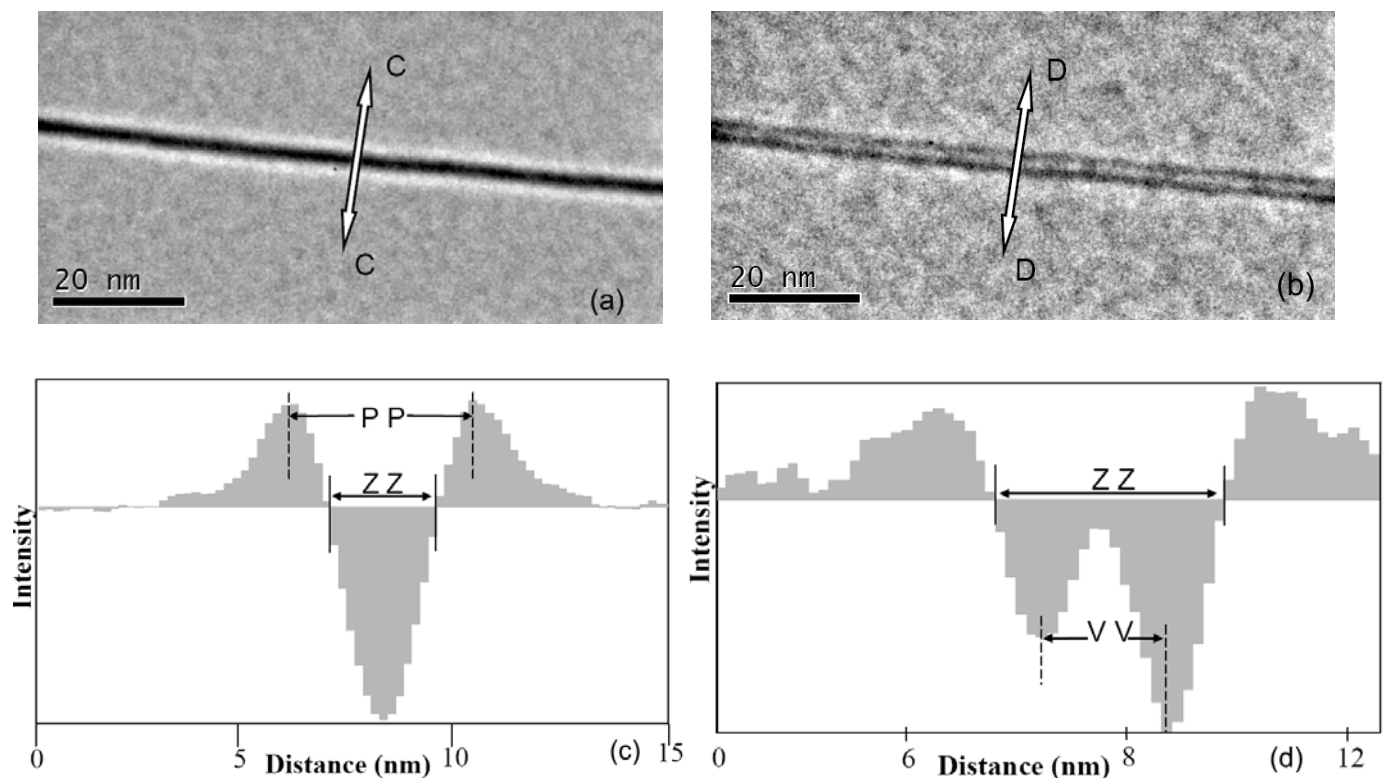 C
C
20 nm
(a)
D
D
20 nm
(b)
P P
Z Z
Intensity
0
5
10
15
Distance (nm)
(c)
Z Z
V V
Intensity
0
6
8
12
Distance (nm)
(d)